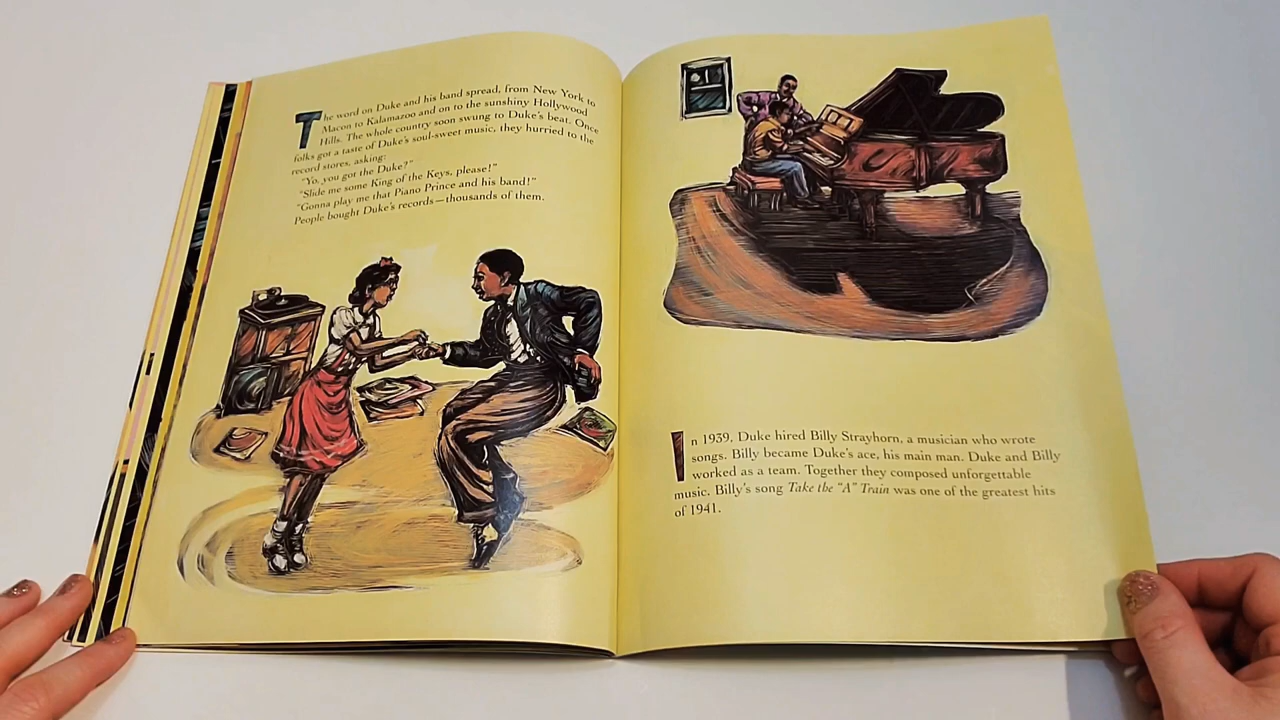 The word on Duke and his band spread, from New York to
Macon to Kalamazoo and on to the sunshiny Hollywood
Hills. The whole country soon swung to Duke's beat. Once
folks got a taste of Duke's soul-sweet music, they hurried to the
record stores, asking:
"Yo, you got the Duke?"
"Slide me some King of the Keys, please!"
"Gonna play me that Piano Prince and his band!"
People bought Duke's records—thousands of them.
In 1939, Duke hired Billy Strayhorn, a musician who wrote
songs. Billy became Duke's ace, his main man. Duke and Billy
worked as a team. Together they composed unforgettable
music. Billy's song Take the "A" Train was one of the greatest hits
of 1941.